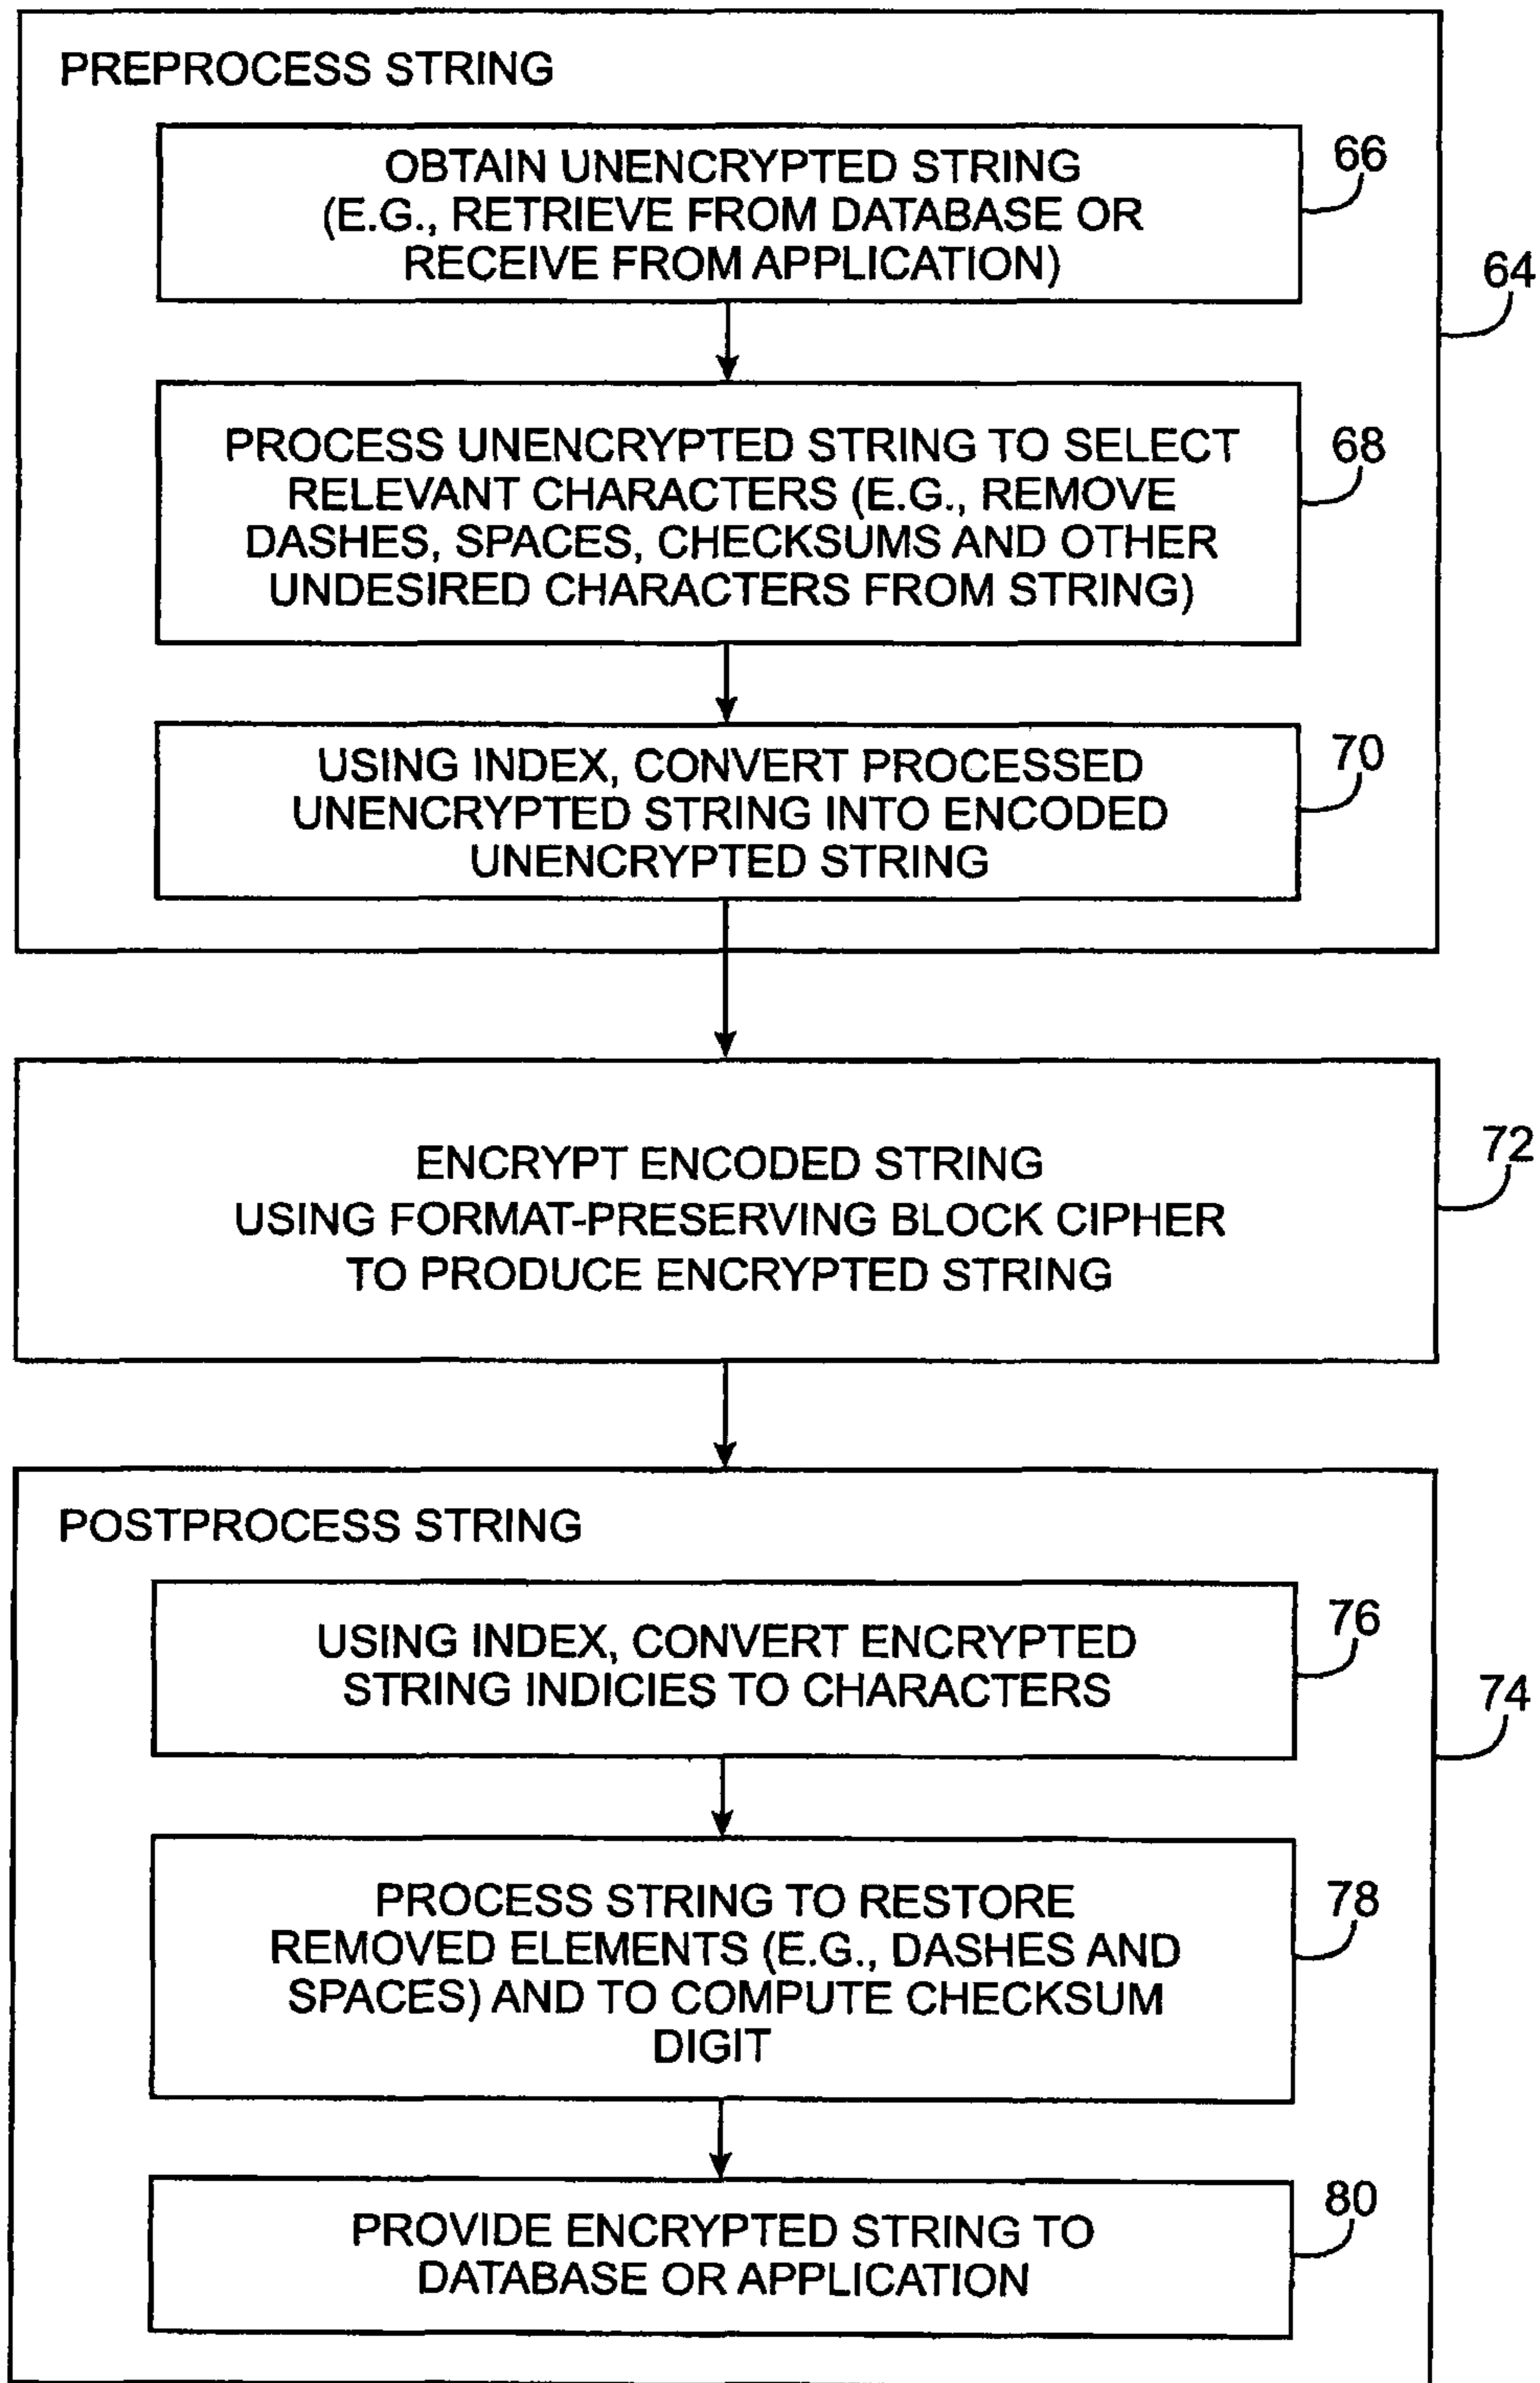 PREPROCESS STRING
OBTAIN UNENCRYPTED STRING
(E.G., RETRIEVE FROM DATABASE OR
RECEIVE FROM APPLICATION)
66
64
PROCESS UNENCRYPTED STRING TO SELECT
RELEVANT CHARACTERS (E.G., REMOVE
DASHES, SPACES, CHECKSUMS AND OTHER
UNDESIRED CHARACTERS FROM STRING)
68
USING INDEX, CONVERT PROCESSED
UNENCRYPTED STRING INTO ENCODED
UNENCRYPTED STRING
70
ENCRYPT ENCODED STRING
USING FORMAT-PRESERVING BLOCK CIPHER
TO PRODUCE ENCRYPTED STRING
72
POSTPROCESS STRING
USING INDEX, CONVERT ENCRYPTED
STRING INDICIES TO CHARACTERS
76
74
PROCESS STRING TO RESTORE
REMOVED ELEMENTS (E.G., DASHES AND
SPACES) AND TO COMPUTE CHECKSUM
DIGIT
78
PROVIDE ENCRYPTED STRING TO
DATABASE OR APPLICATION
80